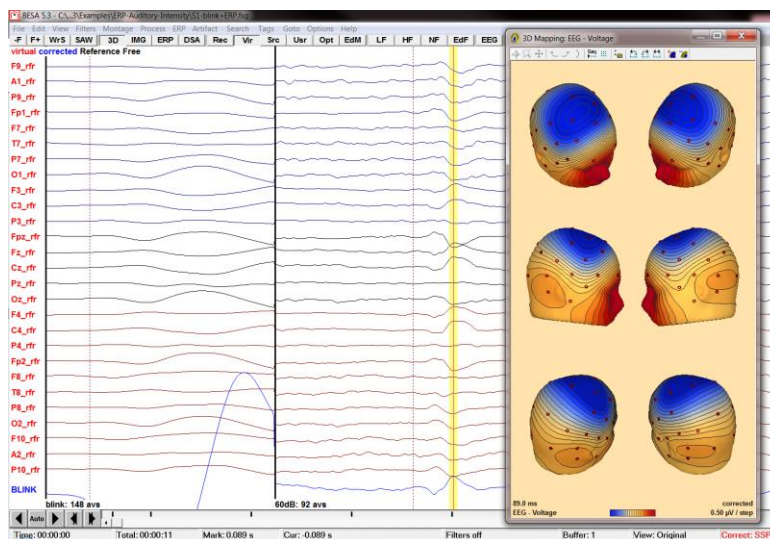 BESA 5.3 - C:\...3\Examples\ERP-Auditory-Intensity\S1-blink+ERP.fsg
File Edit View Filters Montage Process ERP Artifact Search Tags Goto Options Help
-F F+ WrS SAW 3D IMG ERP DSA Rec Vir Src Usr Opt EdM LF HF NF EdF EEG
virtual corrected Reference Free
F9_rfr
A1_rfr
P9_rfr
Fp1_rfr
F7_rfr
T7_rfr
P7_rfr
O1_rfr
F3_rfr
C3_rfr
P3_rfr
Fpz_rfr
Fz_rfr
Cz_rfr
Pz_rfr
Oz_rfr
F4_rfr
C4_rfr
P4_rfr
Fp2_rfr
F8_rfr
T8_rfr
P8_rfr
O2_rfr
F10_rfr
A2_rfr
P10_rfr
BLINK
blink: 148 avs
60dB: 92 avs
Auto
Time: 00:00:00 Total: 00:00:11 Mark: 0.089 s Cur: -0.089 s Filters off Buffer: 1 View: Original Correct: SSP
3D Mapping: EEG - Voltage
89.0 ms corrected
EEG - Voltage 0.50 µV / step